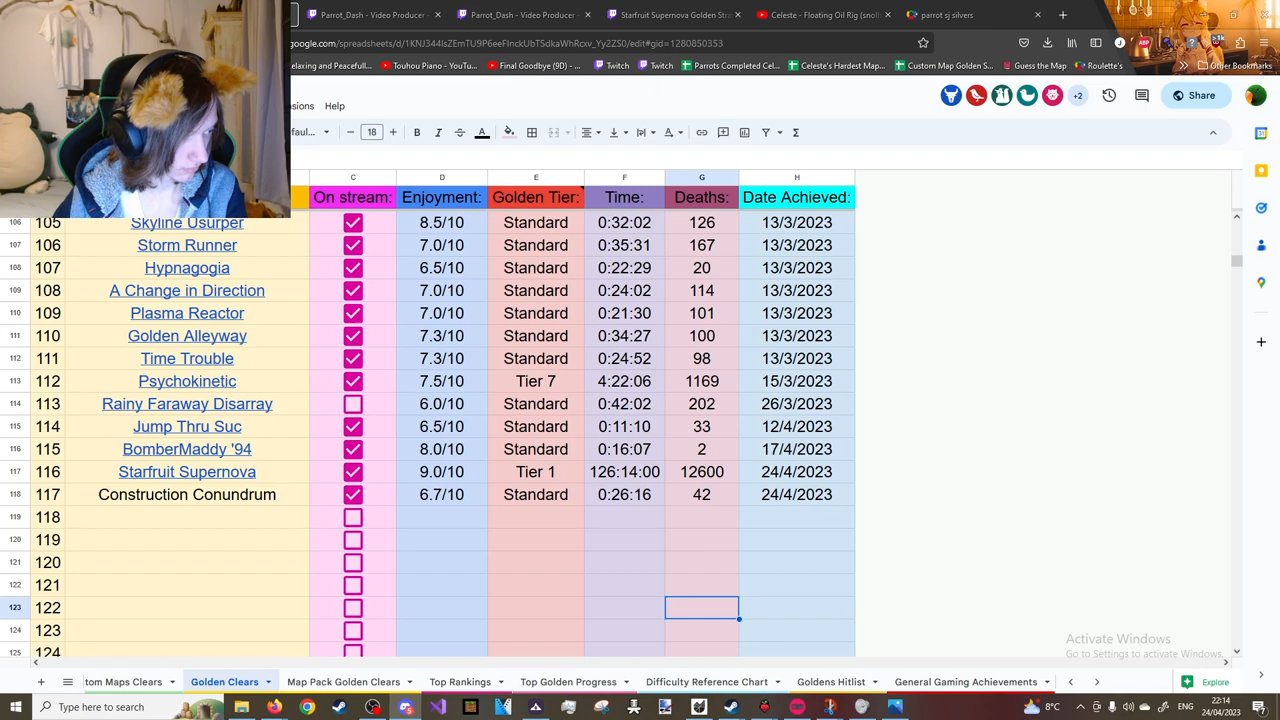 Parrot_Dash - Video Producer
Parrot_Dash - Video Producer
Starfruit Supernova Golden Stra
Celeste - Floating Oil Rig (snoll
parrot sj silvers
google.com/spreadsheets/d/1KNJ344lsZEmTU9P6eeFInckUbT5dkaWhRcxv_Yy2ZS0/edit#gid=1280850353
elaxing and Peacefull...
Touhou Piano - YouTu...
Final Goodbye (9D) - ...
Twitch
Twitch
Parrots Completed Cel...
Celeste's Hardest Map...
Custom Map Golden S...
Guess the Map
Roulette's
Other Bookmarks
nsions Help
+2
Share
faul...
18
C D E F G H
On stream: Enjoyment: Golden Tier: Time: Deaths: Date Achieved:
106 105 Skyline Usurper 8.5/10 Standard 0:32:02 126 13/3/2023
107 106 Storm Runner 7.0/10 Standard 0:35:31 167 13/3/2023
108 107 Hypnagogia 6.5/10 Standard 0:22:29 20 13/3/2023
109 108 A Change in Direction 7.0/10 Standard 0:24:02 114 13/3/2023
110 109 Plasma Reactor 7.0/10 Standard 0:21:30 101 13/3/2023
111 110 Golden Alleyway 7.3/10 Standard 0:34:27 100 13/3/2023
112 111 Time Trouble 7.3/10 Standard 0:24:52 98 13/3/2023
113 112 Psychokinetic 7.5/10 Tier 7 4:22:06 1169 15/3/2023
114 113 Rainy Faraway Disarray 6.0/10 Standard 0:42:02 202 26/3/2023
115 114 Jump Thru Suc 6.5/10 Standard 0:11:10 33 12/4/2023
116 115 BomberMaddy '94 8.0/10 Standard 0:16:07 2 17/4/2023
117 116 Starfruit Supernova 9.0/10 Tier 1 126:14:00 12600 24/4/2023
118 117 Construction Conundrum 6.7/10 Standard 0:26:16 42 24/4/2023
119 118
120 119
121 120
122 121
123 122
124 123
125 124
Activate Windows
Go to Settings to activate Windows.
tom Maps Clears Golden Clears Map Pack Golden Clears Top Rankings Top Golden Progress Difficulty Reference Chart Goldens Hitlist General Gaming Achievements Explore
Type here to search
8°C
22:14
24/04/2023